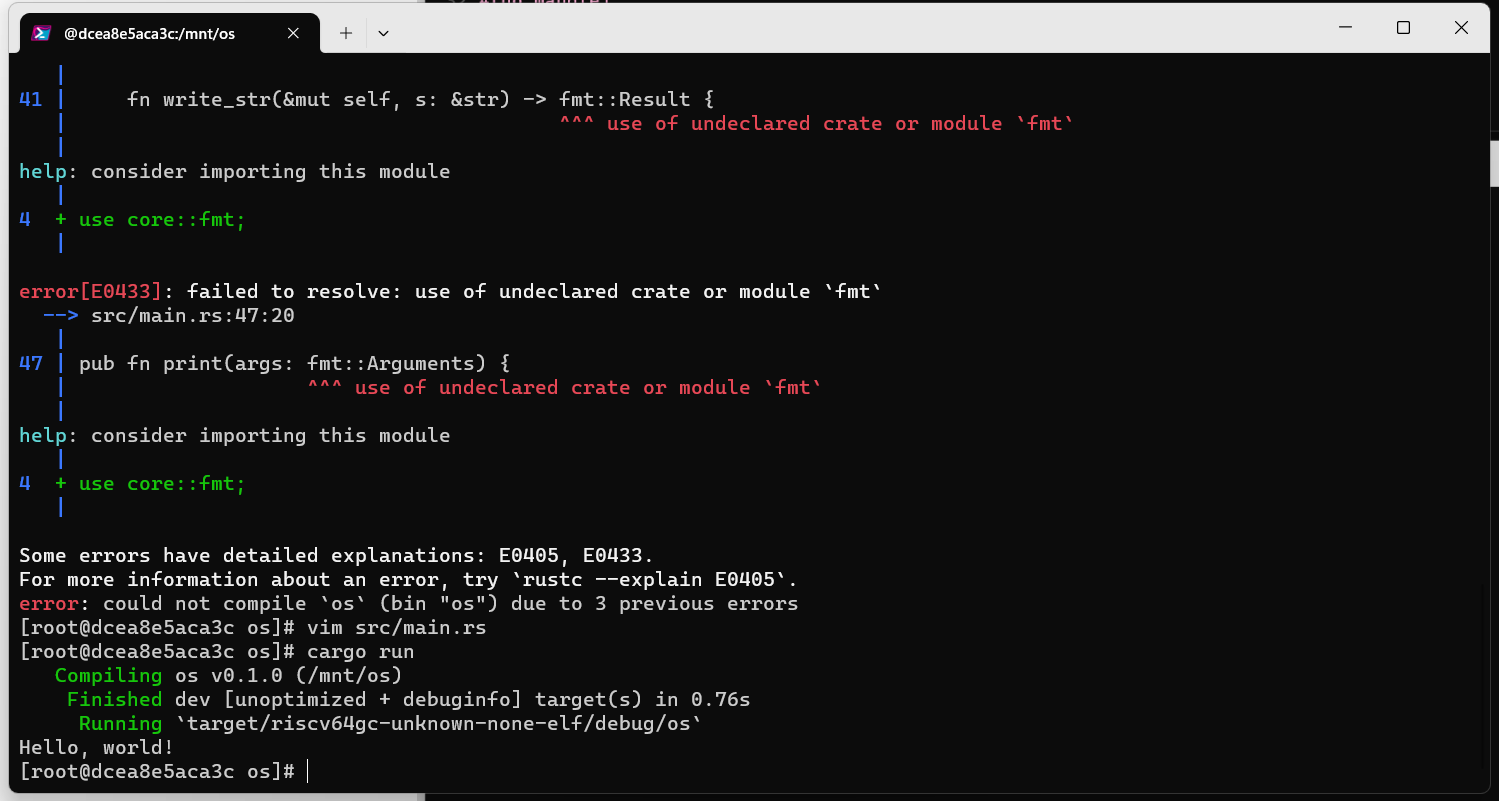 @dcea8e5aca3c:/mnt/os
|
41 |     fn write_str(&mut self, s: &str) -> fmt::Result {
|                                         ^^^ use of undeclared crate or module `fmt`
|
help: consider importing this module
|
4  + use core::fmt;
|
error[E0433]: failed to resolve: use of undeclared crate or module `fmt`
  --> src/main.rs:47:20
|
47 | pub fn print(args: fmt::Arguments) {
|                    ^^^ use of undeclared crate or module `fmt`
|
help: consider importing this module
|
4  + use core::fmt;
|
Some errors have detailed explanations: E0405, E0433.
For more information about an error, try `rustc --explain E0405`.
error: could not compile `os` (bin "os") due to 3 previous errors
[root@dcea8e5aca3c os]# vim src/main.rs
[root@dcea8e5aca3c os]# cargo run
   Compiling os v0.1.0 (/mnt/os)
    Finished dev [unoptimized + debuginfo] target(s) in 0.76s
     Running `target/riscv64gc-unknown-none-elf/debug/os`
Hello, world!
[root@dcea8e5aca3c os]#